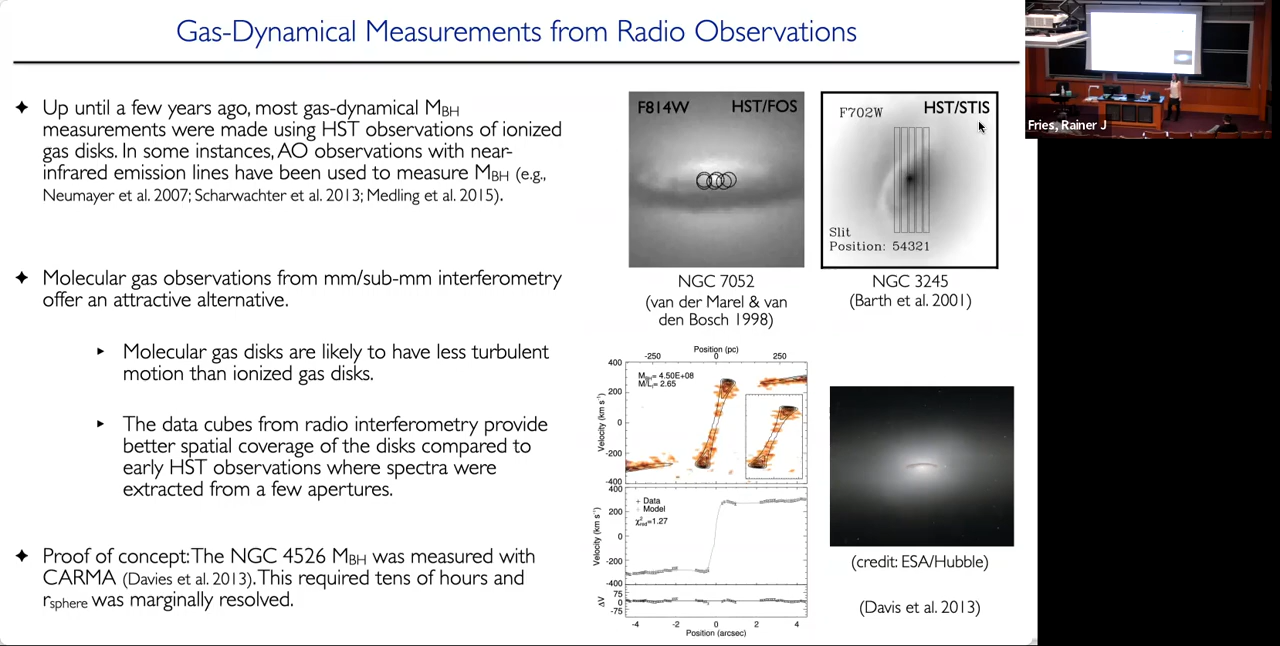 Gas-Dynamical Measurements from Radio Observations
✦ Up until a few years ago, most gas-dynamical MBH
measurements were made using HST observations of ionized
gas disks. In some instances, AO observations with near-
infrared emission lines have been used to measure MBH (e.g.,
Neumayer et al. 2007; Scharwachter et al. 2013; Medling et al. 2015).
✦ Molecular gas observations from mm/sub-mm interferometry
offer an attractive alternative.
‣ Molecular gas disks are likely to have less turbulent
motion than ionized gas disks.
‣ The data cubes from radio interferometry provide
better spatial coverage of the disks compared to
early HST observations where spectra were
extracted from a few apertures.
✦ Proof of concept: The NGC 4526 MBH was measured with
CARMA (Davies et al. 2013). This required tens of hours and
rsphere was marginally resolved.
F814W HST/FOS
NGC 7052
(van der Marel & van
den Bosch 1998)
F702W HST/STIS
Slit
Position: 54321
NGC 3245
(Barth et al. 2001)
Position (pc)
-250 0 250
400
200
0
-200
-400
Velocity (km s⁻¹)
MBH= 4.50E+08
M/L= 2.65
400
200
0
-200
-400
Velocity (km s⁻¹)
+ Data
Model
χ²red=1.27
75
0
-75
ΔV
-4 -2 0 2 4
Position (arcsec)
(credit: ESA/Hubble)
(Davis et al. 2013)
Fries, Rainer J